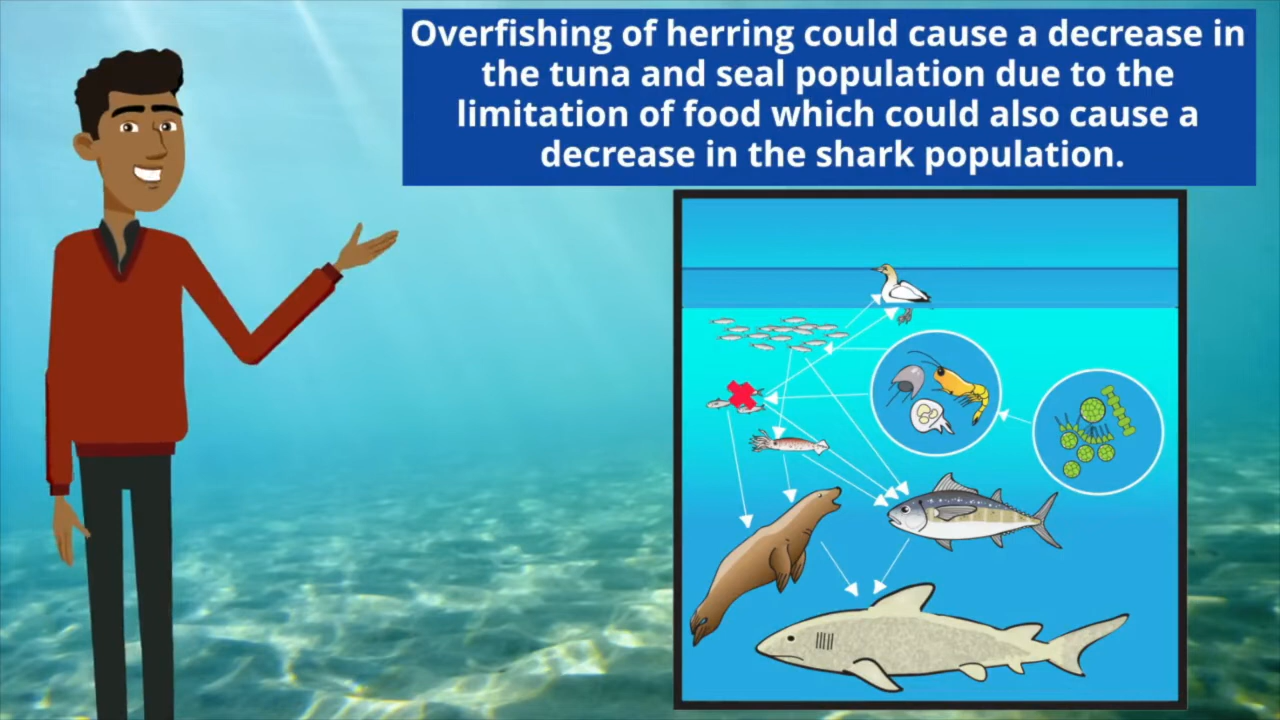 Overfishing of herring could cause a decrease in
the tuna and seal population due to the
limitation of food which could also cause a
decrease in the shark population.